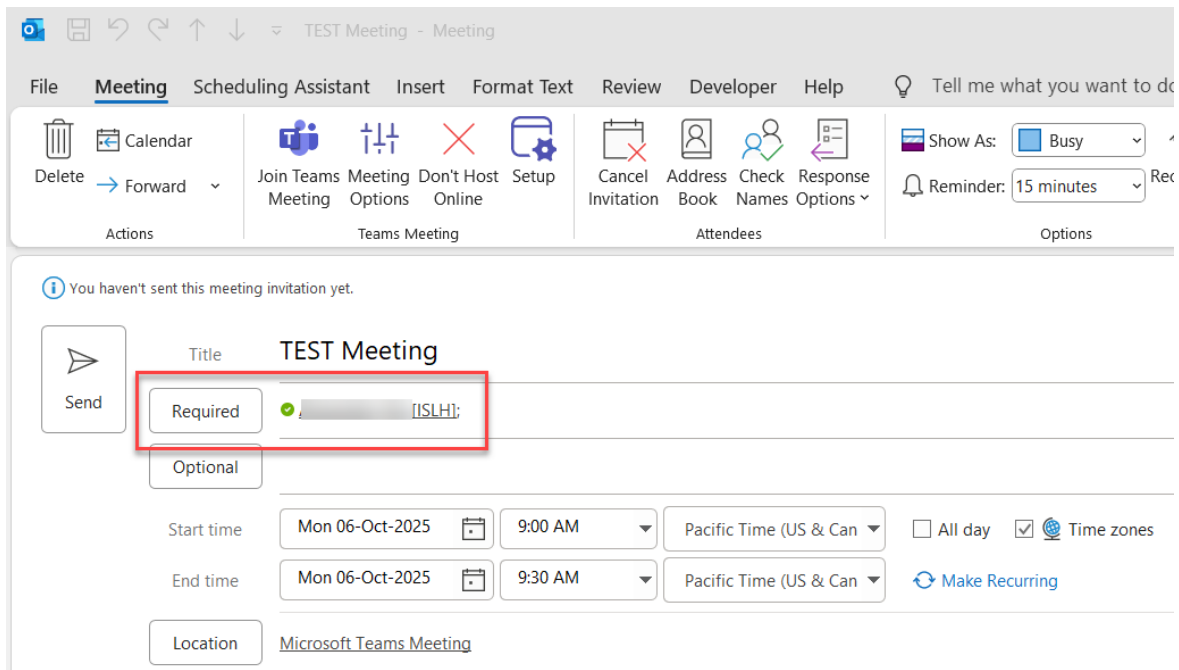 TEST Meeting - Meeting
File Meeting Scheduling Assistant Insert Format Text Review Developer Help Tell me what you want to do
Delete
Calendar
Forward
Actions
Join Teams Meeting
Meeting Options
Don't Host Online
Setup
Teams Meeting
Cancel Invitation
Address Book
Check Names
Response Options
Attendees
Show As: Busy
Reminder: 15 minutes
Options
You haven't sent this meeting invitation yet.
Send
Title TEST Meeting
Required [ISLH];
Optional
Start time Mon 06-Oct-2025 9:00 AM Pacific Time (US & Can All day Time zones
End time Mon 06-Oct-2025 9:30 AM Pacific Time (US & Can Make Recurring
Location Microsoft Teams Meeting